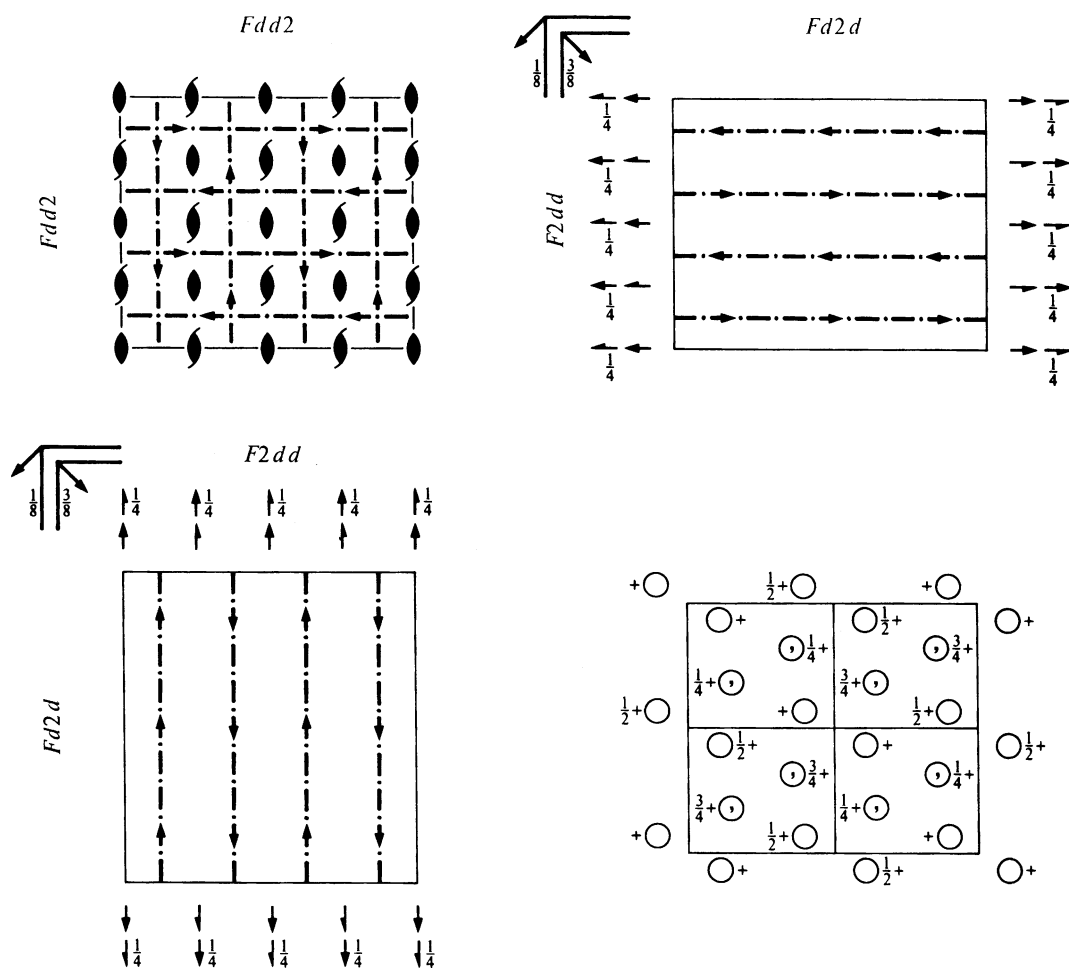 Fdd2
Fdd2
Fd2d
F2dd
1/8 3/8
1/4 1/4
1/4 1/4
1/4 1/4
1/4 1/4
1/4 1/4
F2dd
Fd2d
1/8 3/8
1/4 1/4 1/4 1/4 1/4
1/4 1/4 1/4 1/4 1/4
+ 1/2+ +
+ 1/2+ +
, 1/4+ , 3/4+
1/4+ , 3/4+ ,
1/2+ + 1/2+
1/2+ + 1/2+
, 3/4+ , 1/4+
3/4+ , 1/4+ ,
+ 1/2+ +
+ 1/2+ +